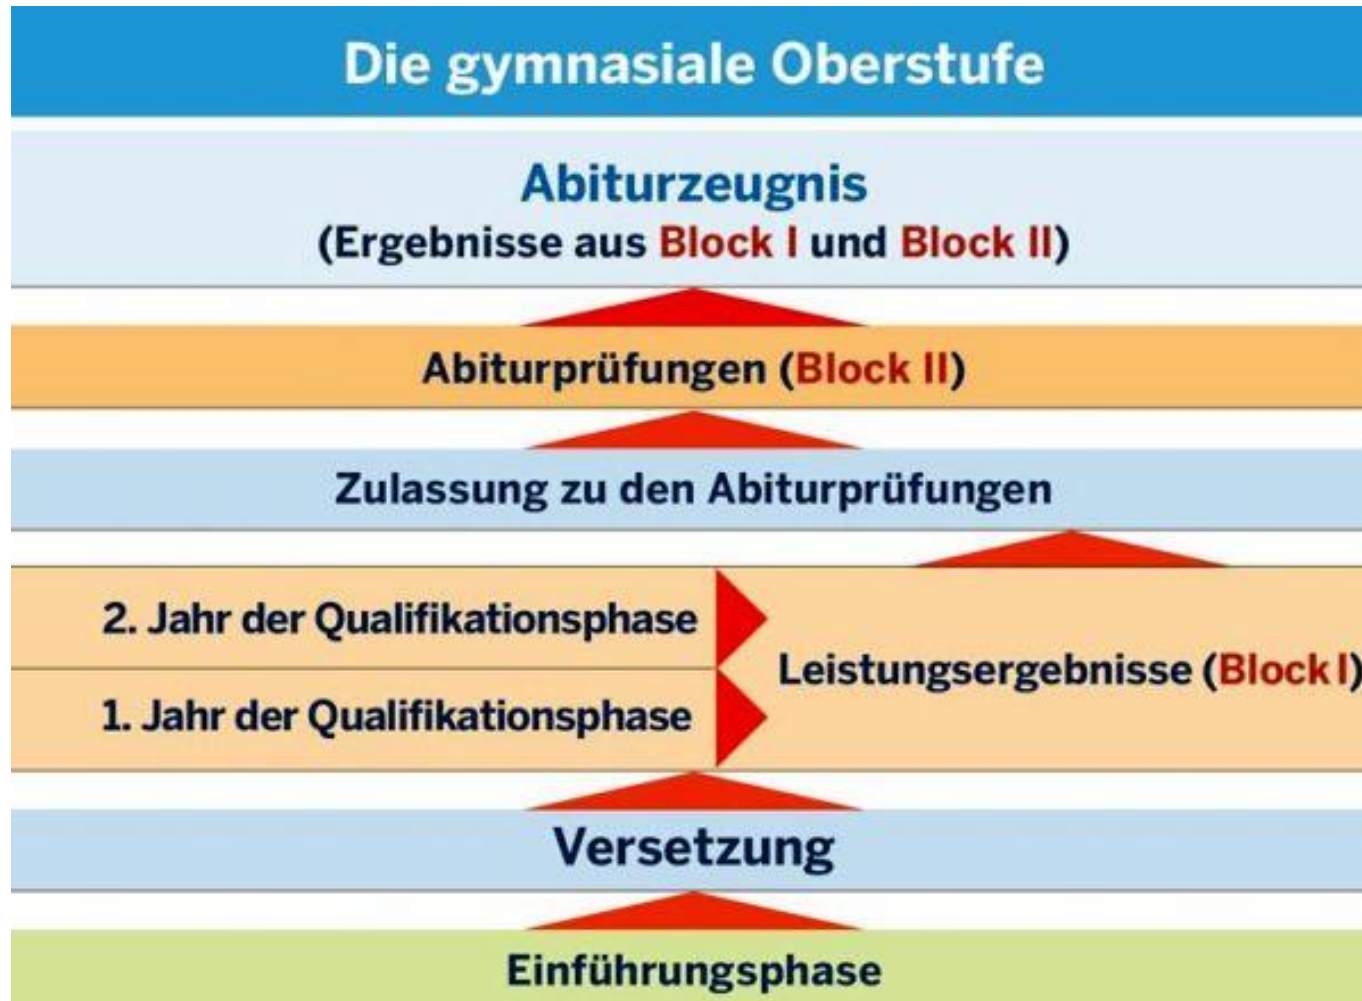 Die gymnasiale Oberstufe
Abiturzeugnis
(Ergebnisse aus Block I und Block II)
Abiturprüfungen (Block II)
Zulassung zu den Abiturprüfungen
2. Jahr der Qualifikationsphase
Leistungsergebnisse (Block I)
1. Jahr der Qualifikationsphase
Versetzung
Einführungsphase